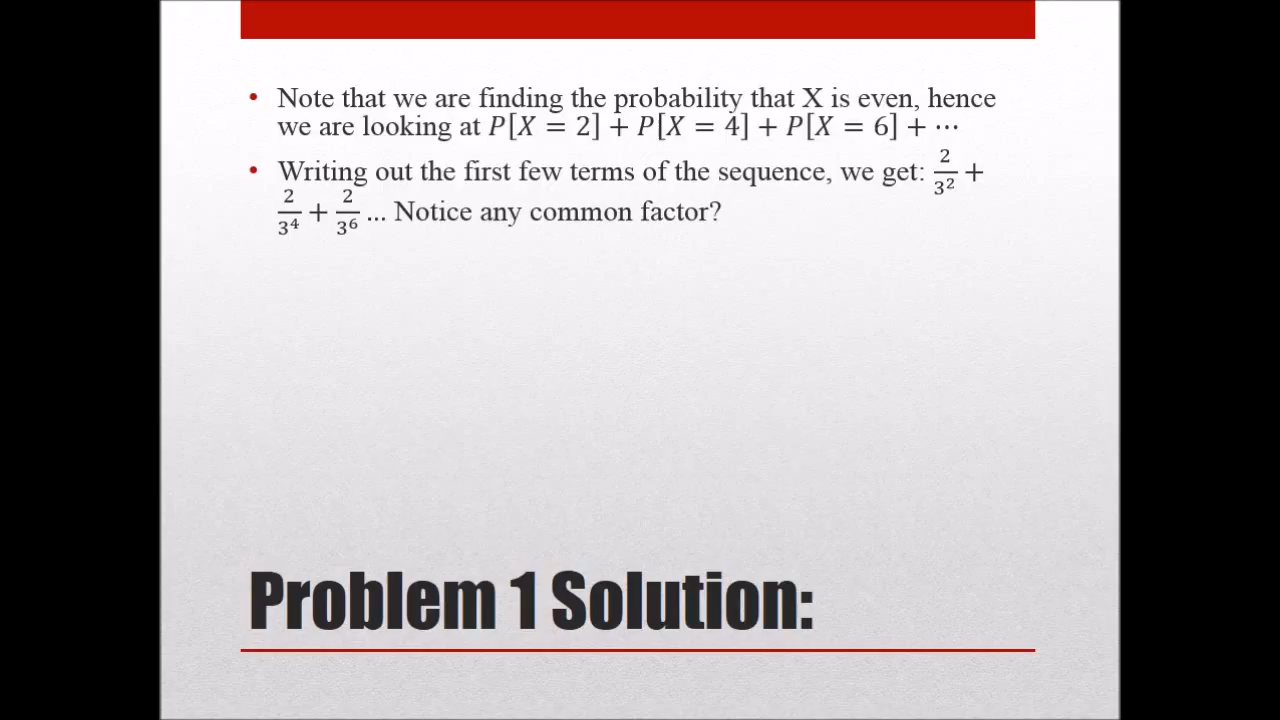 • Note that we are finding the probability that X is even, hence
we are looking at P[X = 2] + P[X = 4] + P[X = 6] + ⋯
• Writing out the first few terms of the sequence, we get: 2/3² +
2/3⁴ + 2/3⁶ ... Notice any common factor?
Problem 1 Solution: